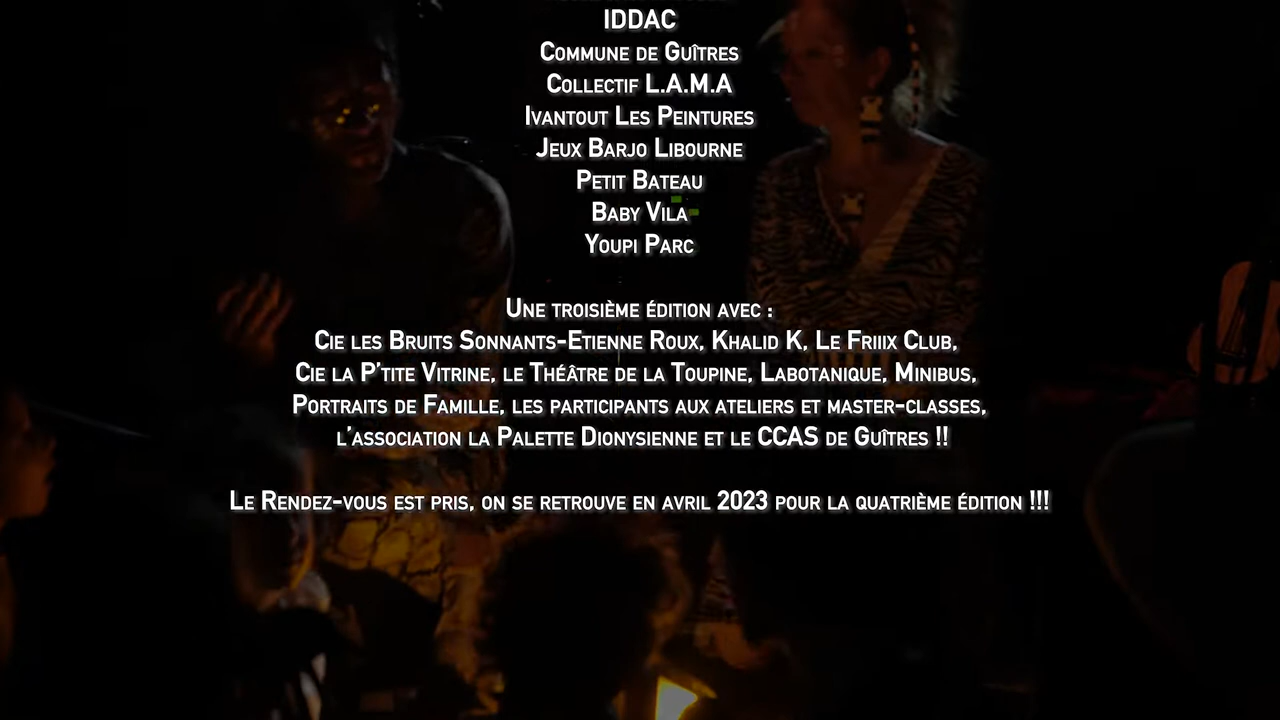 IDDAC
Commune de Guîtres
Collectif L.A.M.A
Ivantout Les Peintures
Jeux Barjo Libourne
Petit Bateau
Baby Vila
Youpi Parc
Une troisième édition avec :
Cie les Bruits Sonnants-Etienne Roux, Khalid K, Le Friiix Club,
Cie la P'tite Vitrine, le Théâtre de la Toupine, Labotanique, Minibus,
Portraits de Famille, les participants aux ateliers et master-classes,
l'association la Palette Dionysienne et le CCAS de Guîtres !!
Le Rendez-vous est pris, on se retrouve en avril 2023 pour la quatrième édition !!!